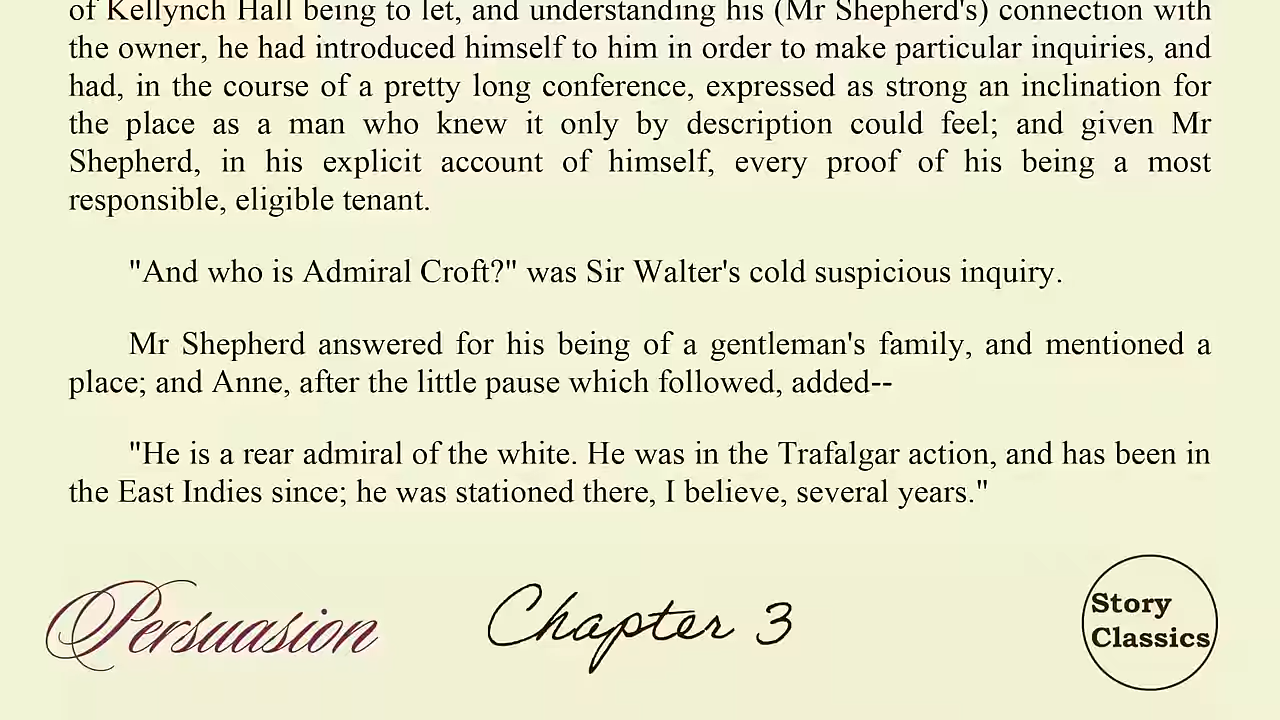 of Kellynch Hall being to let, and understanding his (Mr Shepherd's) connection with
the owner, he had introduced himself to him in order to make particular inquiries, and
had, in the course of a pretty long conference, expressed as strong an inclination for
the place as a man who knew it only by description could feel; and given Mr
Shepherd, in his explicit account of himself, every proof of his being a most
responsible, eligible tenant.
"And who is Admiral Croft?" was Sir Walter's cold suspicious inquiry.
Mr Shepherd answered for his being of a gentleman's family, and mentioned a
place; and Anne, after the little pause which followed, added--
"He is a rear admiral of the white. He was in the Trafalgar action, and has been in
the East Indies since; he was stationed there, I believe, several years."
Persuasion
Chapter 3
Story
Classics